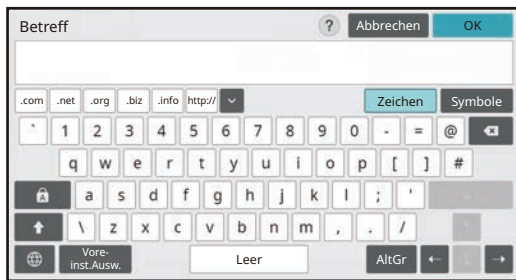 Betreff ? Abbrechen OK
.com .net .org .biz .info http:// Zeichen Symbole
` 1 2 3 4 5 6 7 8 9 0 - = @
q w e r t y u i o p [ ] #
A a s d f g h j k l ; '
\ z x c v b n m , . /
Vore-
inst.Ausw. Leer AltGr